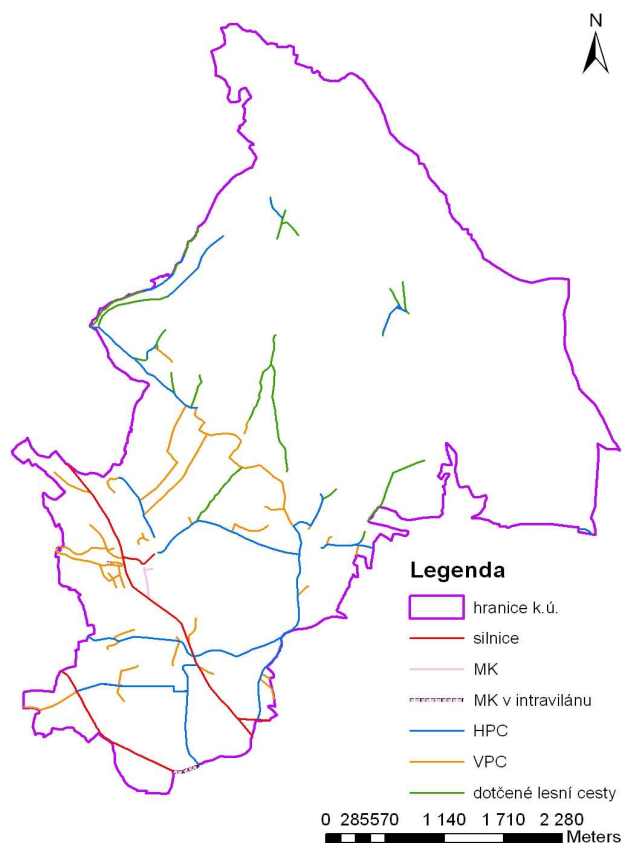 N
Legenda
hranice k.ú.
silnice
MK
MK v intravilánu
HPC
VPC
dotčené lesní cesty
0 285570 1 140 1 710 2 280
Meters